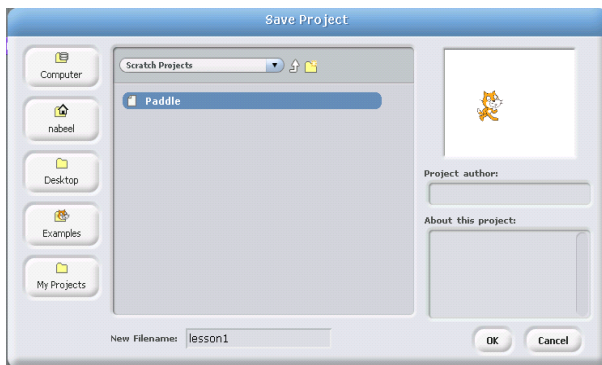 Save Project
Computer
nabeel
Desktop
Examples
My Projects
Scratch Projects
Paddle
New Filename: lesson1
Project author:
About this project:
OK
Cancel